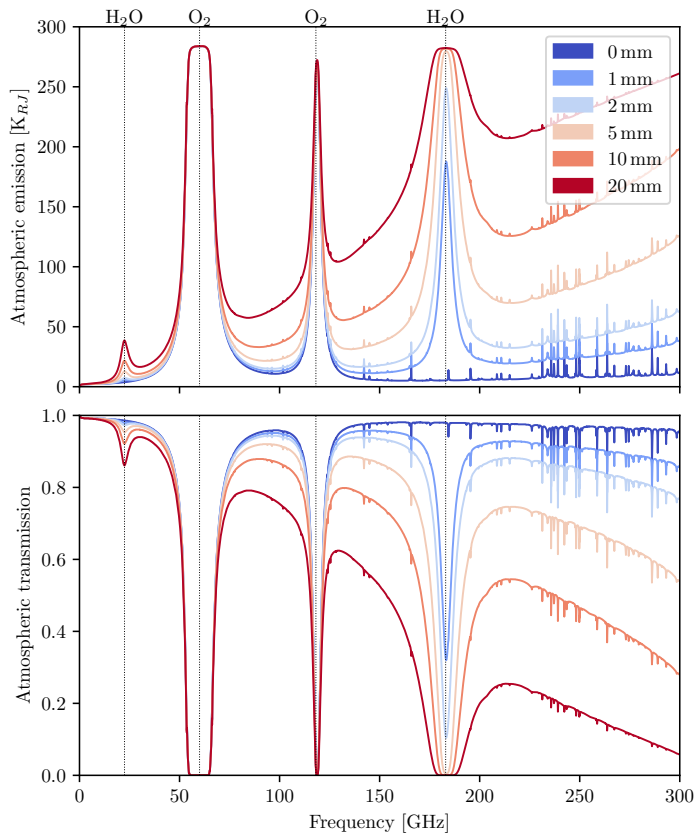 H₂O O₂ O₂ H₂O
300
250
200
150
100
50
0
Atmospheric emission [K_RJ]
0 mm
1 mm
2 mm
5 mm
10 mm
20 mm
1.0
0.8
0.6
0.4
0.2
0.0
Atmospheric transmission
0 50 100 150 200 250 300
Frequency [GHz]